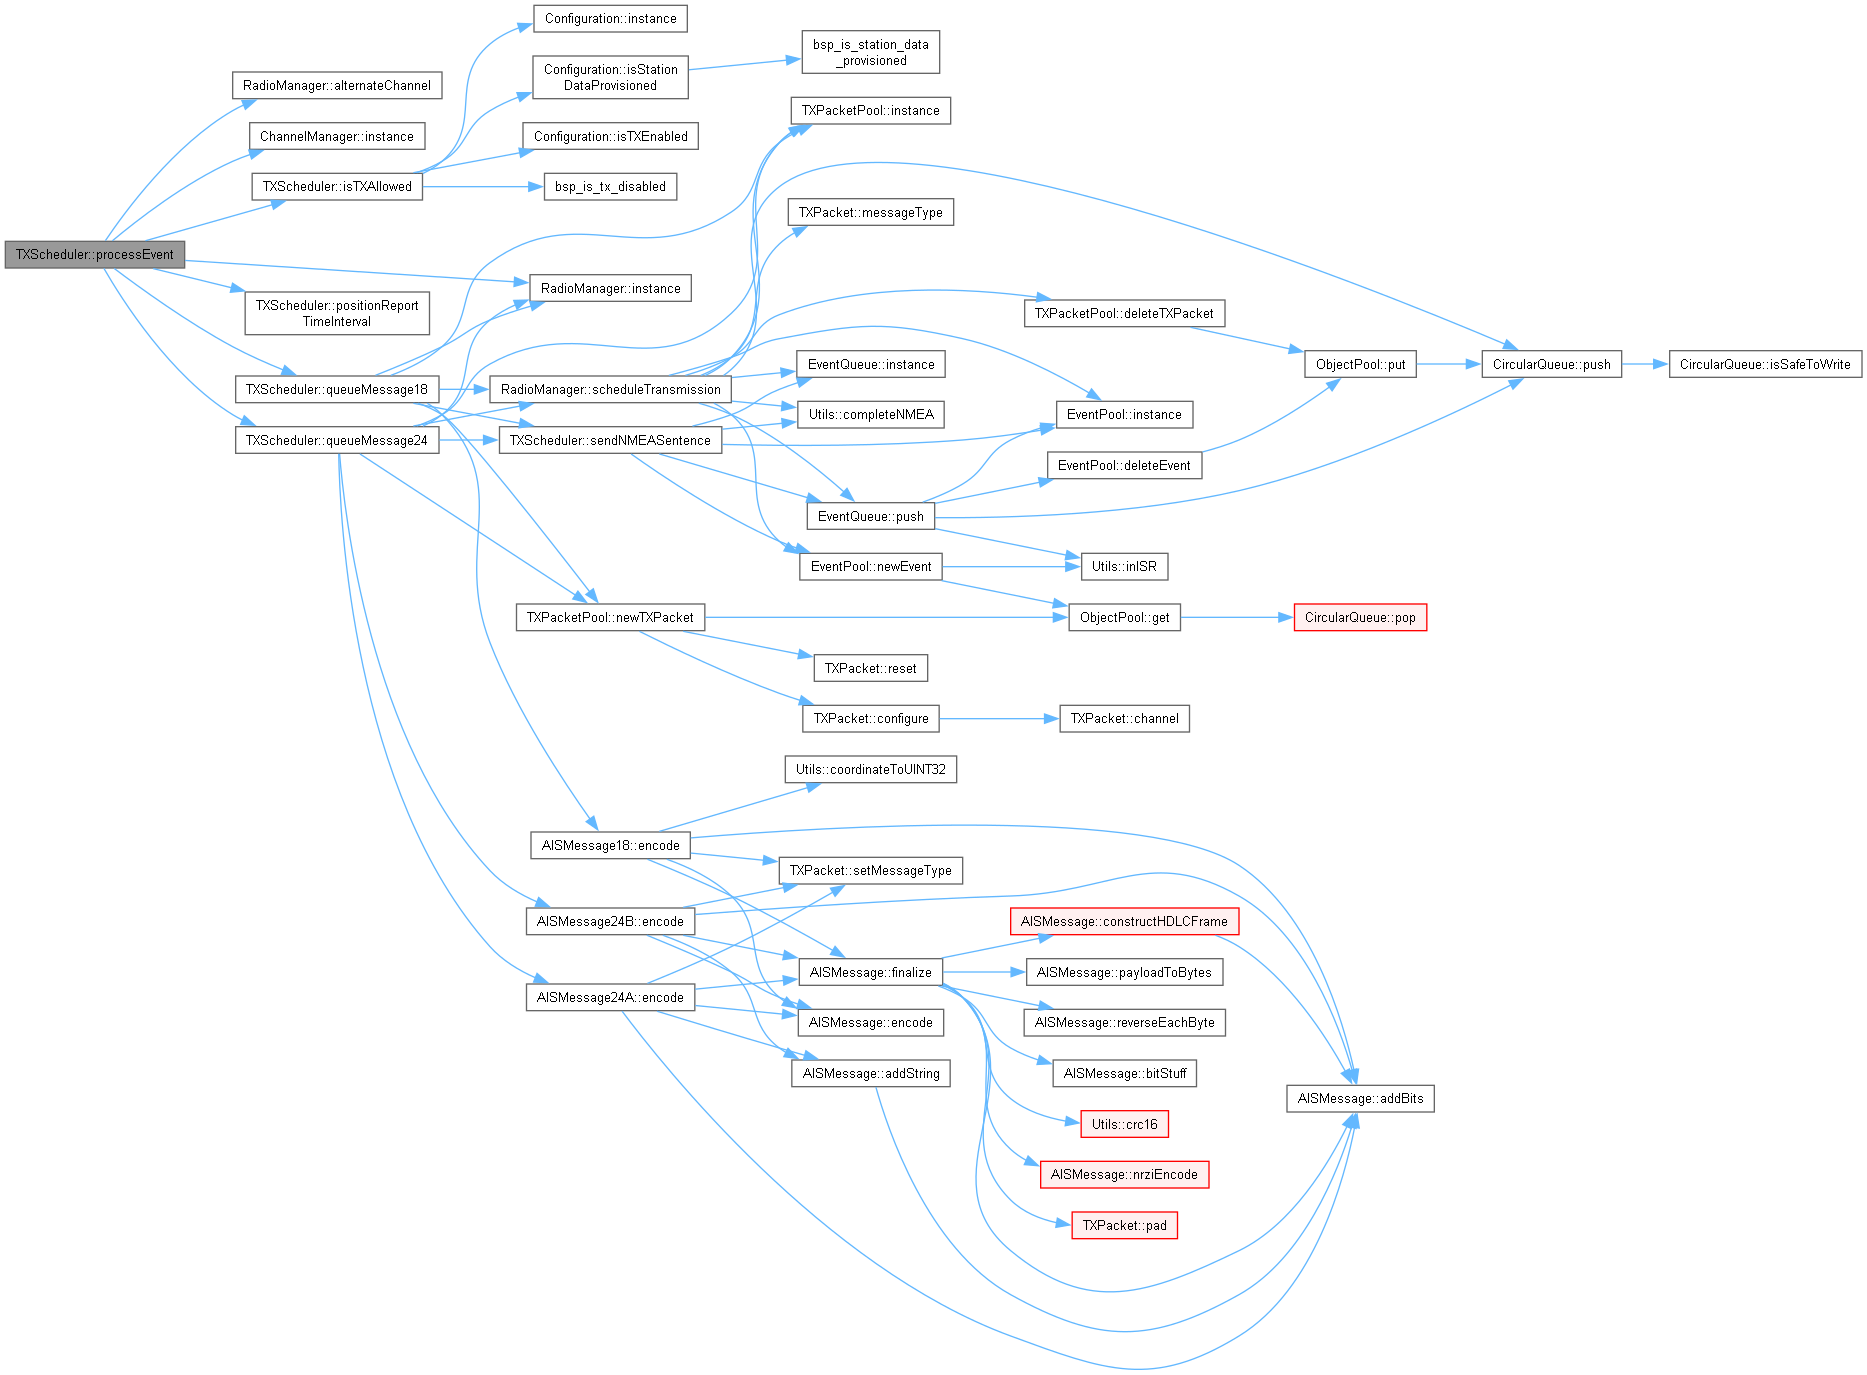 TXScheduler::processEvent
RadioManager::alternateChannel
ChannelManager::instance
TXScheduler::isTXAllowed
TXScheduler::positionReport
TimeInterval
TXScheduler::queueMessage18
TXScheduler::queueMessage24
Configuration::instance
Configuration::isStation
DataProvisioned
Configuration::isTXEnabled
bsp_is_tx_disabled
RadioManager::instance
RadioManager::scheduleTransmission
TXScheduler::sendNMEASentence
TXPacketPool::newTXPacket
AISMessage18::encode
AISMessage24B::encode
AISMessage24A::encode
bsp_is_station_data
_provisioned
TXPacketPool::instance
TXPacket::messageType
EventQueue::instance
Utils::completeNMEA
EventQueue::push
EventPool::newEvent
TXPacket::reset
TXPacket::configure
Utils::coordinateToUINT32
TXPacket::setMessageType
AISMessage::finalize
AISMessage::encode
AISMessage::addString
TXPacketPool::deleteTXPacket
EventPool::instance
EventPool::deleteEvent
Utils::inISR
ObjectPool::get
TXPacket::channel
AISMessage::constructHDLCFrame
AISMessage::payloadToBytes
AISMessage::reverseEachByte
AISMessage::bitStuff
Utils::crc16
AISMessage::nrziEncode
TXPacket::pad
ObjectPool::put
CircularQueue::pop
AISMessage::addBits
CircularQueue::push
CircularQueue::isSafeToWrite